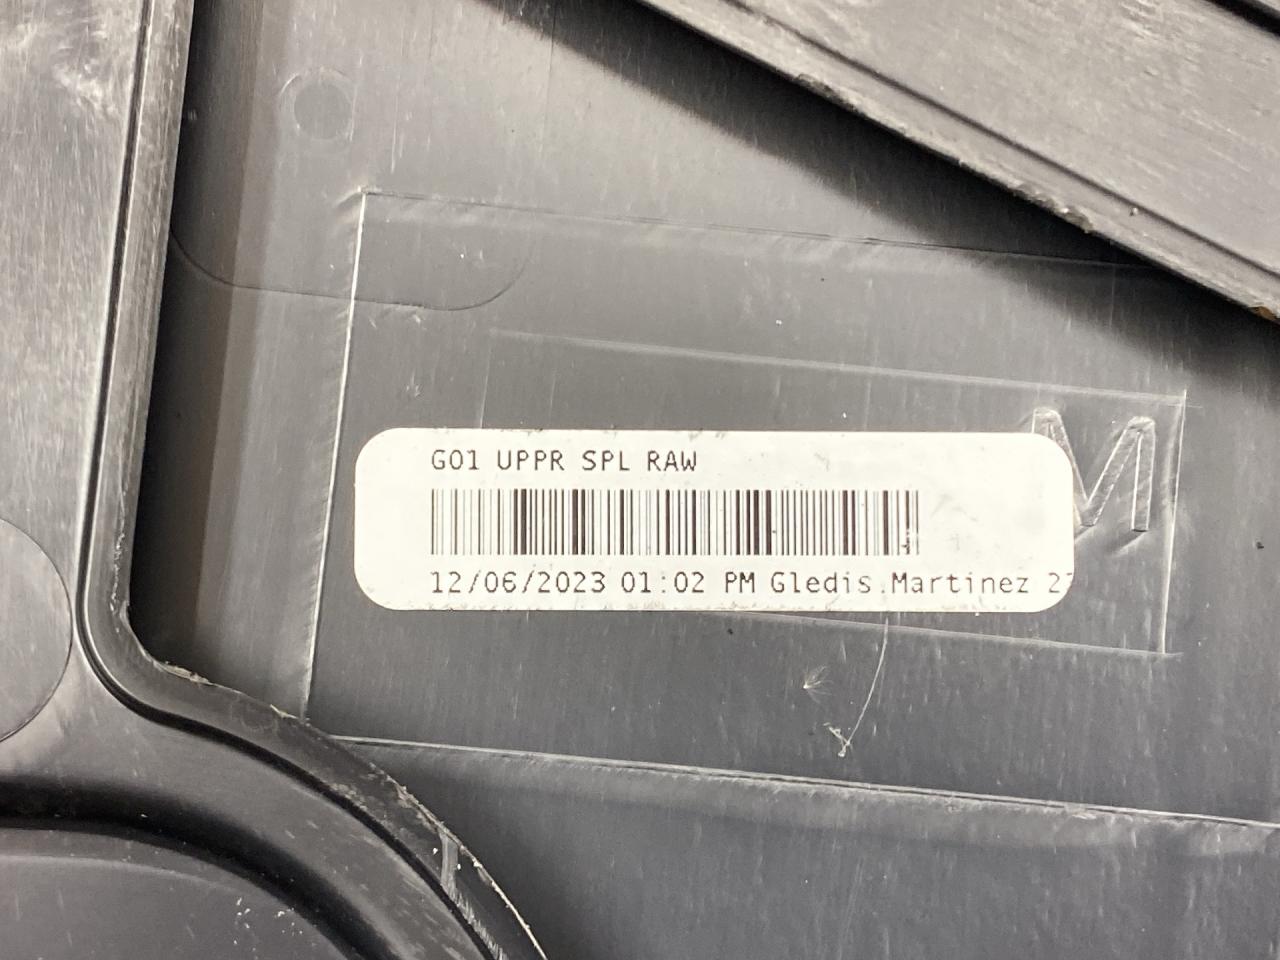 G01 UPPR SPL RAW
M
12/06/2023 01:02 PM Gledis.Martinez